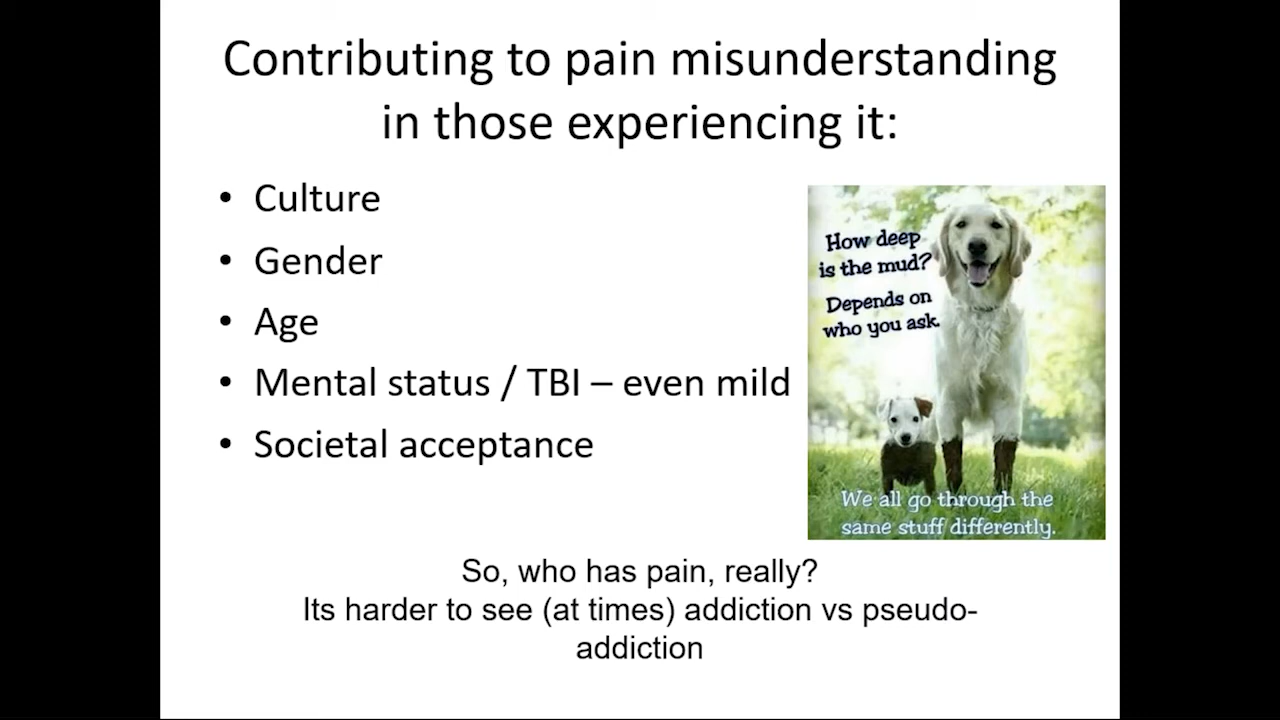 Contributing to pain misunderstanding
in those experiencing it:
• Culture
• Gender
• Age
• Mental status / TBI – even mild
• Societal acceptance
How deep
is the mud?
Depends on
who you ask.
We all go through the
same stuff differently.
So, who has pain, really?
Its harder to see (at times) addiction vs pseudo-
addiction